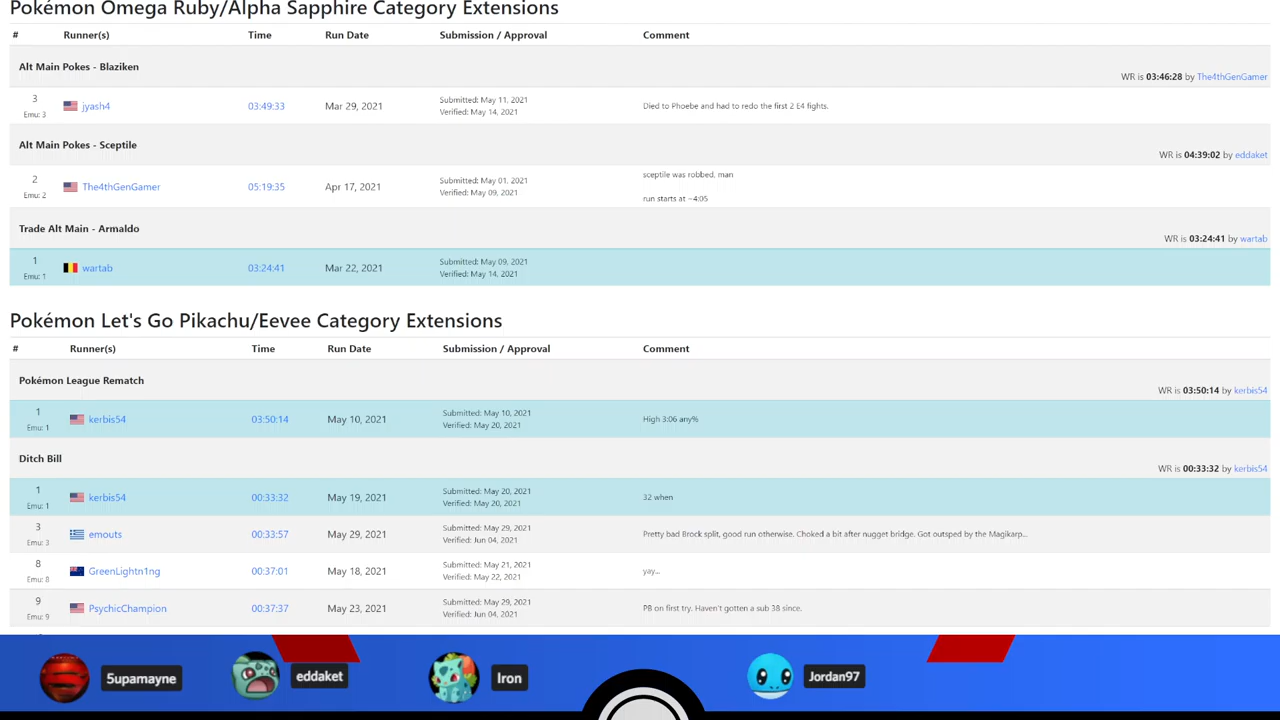 Pokémon Omega Ruby/Alpha Sapphire Category Extensions
# Runner(s) Time Run Date Submission / Approval Comment
Alt Main Pokes - Blaziken
WR is 03:46:28 by The4thGenGamer
3 Emu: 3 jyash4 03:49:33 Mar 29, 2021 Submitted: May 11, 2021 Verified: May 14, 2021 Died to Phoebe and had to redo the first 2 E4 fights.
Alt Main Pokes - Sceptile
WR is 04:39:02 by eddaket
2 Emu: 2 The4thGenGamer 05:19:35 Apr 17, 2021 Submitted: May 01, 2021 Verified: May 09, 2021 sceptile was robbed, man
run starts at ~4:05
Trade Alt Main - Armaldo
WR is 03:24:41 by wartab
1 Emu: 1 wartab 03:24:41 Mar 22, 2021 Submitted: May 09, 2021 Verified: May 14, 2021
Pokémon Let's Go Pikachu/Eevee Category Extensions
# Runner(s) Time Run Date Submission / Approval Comment
Pokémon League Rematch
WR is 03:50:14 by kerbis54
1 Emu: 1 kerbis54 03:50:14 May 10, 2021 Submitted: May 10, 2021 Verified: May 20, 2021 High 3:06 any%
Ditch Bill
WR is 00:33:32 by kerbis54
1 Emu: 1 kerbis54 00:33:32 May 19, 2021 Submitted: May 20, 2021 Verified: May 20, 2021 32 when
3 Emu: 3 emouts 00:33:57 May 29, 2021 Submitted: May 29, 2021 Verified: Jun 04, 2021 Pretty bad Brock split, good run otherwise. Choked a bit after nugget bridge. Got outsped by the Magikarp...
8 Emu: 8 GreenLightn1ng 00:37:01 May 18, 2021 Submitted: May 21, 2021 Verified: May 22, 2021 yay...
9 Emu: 9 PsychicChampion 00:37:37 May 23, 2021 Submitted: May 29, 2021 Verified: Jun 04, 2021 PB on first try. Haven't gotten a sub 38 since.
5upamayne eddaket Iron Jordan97